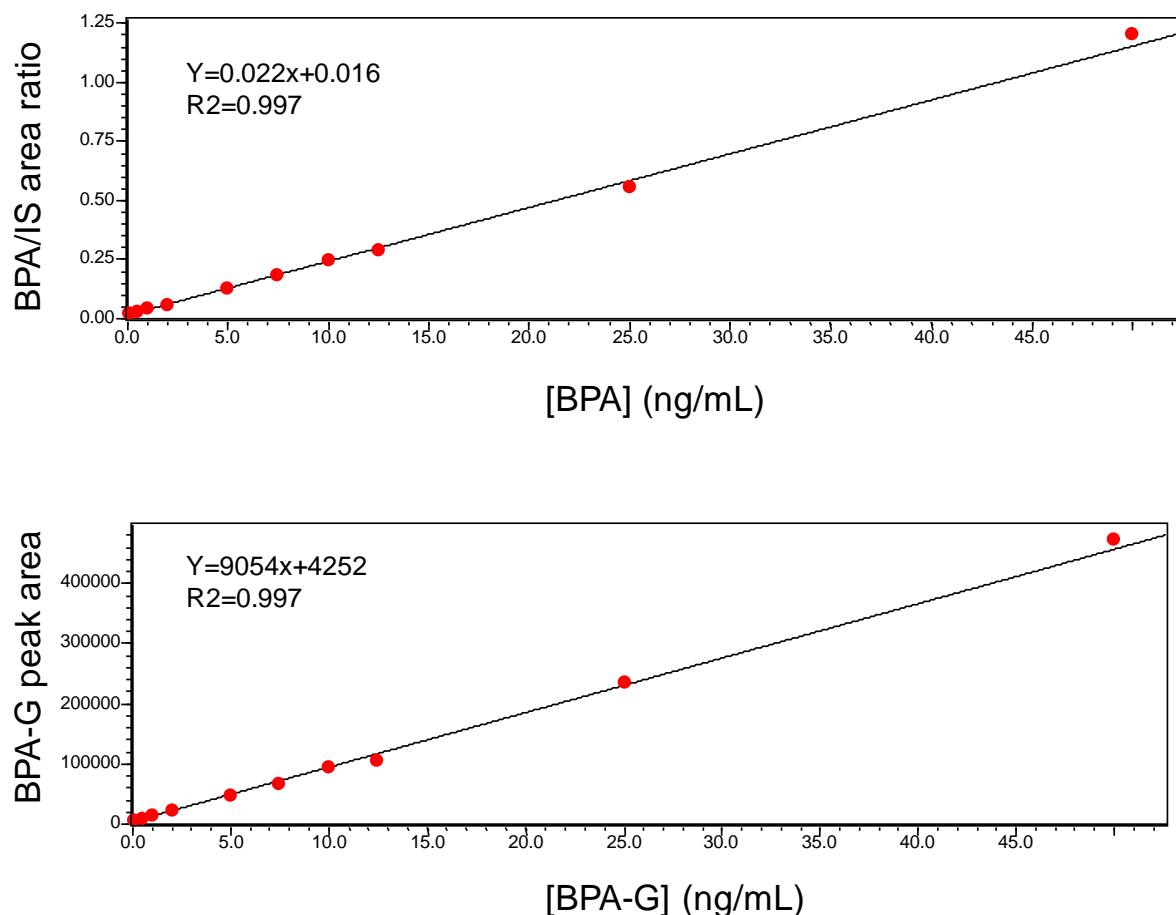 1.25
1.00
0.75
0.50
0.25
0.00
BPA/IS area ratio
Y=0.022x+0.016
R2=0.997
0.0 5.0 10.0 15.0 20.0 25.0 30.0 35.0 40.0 45.0
[BPA] (ng/mL)
400000
300000
200000
100000
0
BPA-G peak area
Y=9054x+4252
R2=0.997
0.0 5.0 10.0 15.0 20.0 25.0 30.0 35.0 40.0 45.0
[BPA-G] (ng/mL)